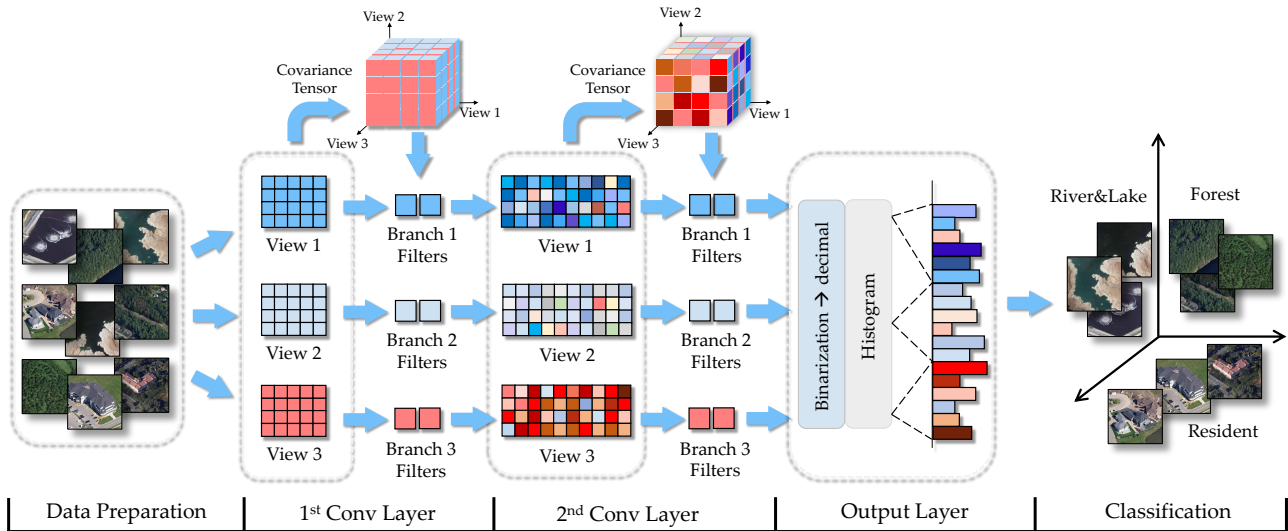 View 2
Covariance
Tensor
View 1
View 3
View 2
Covariance
Tensor
View 1
View 3
View 1
Branch 1
Filters
View 1
Branch 1
Filters
View 2
Branch 2
Filters
View 2
Branch 2
Filters
View 3
Branch 3
Filters
View 3
Branch 3
Filters
Binarization → decimal
Histogram
River&Lake
Forest
Resident
Data Preparation
1st Conv Layer
2nd Conv Layer
Output Layer
Classification